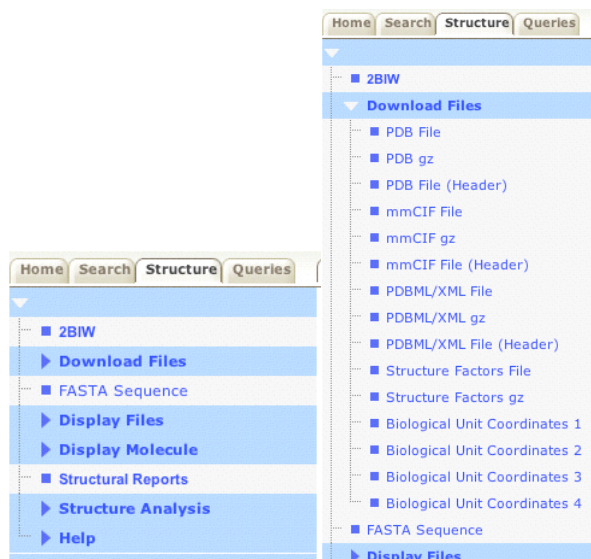 Home Search Structure Queries
2BIW
Download Files
FASTA Sequence
Display Files
Display Molecule
Structural Reports
Structure Analysis
Help
Home Search Structure Queries
2BIW
Download Files
PDB File
PDB gz
PDB File (Header)
mmCIF File
mmCIF gz
mmCIF File (Header)
PDBML/XML File
PDBML/XML gz
PDBML/XML File (Header)
Structure Factors File
Structure Factors gz
Biological Unit Coordinates 1
Biological Unit Coordinates 2
Biological Unit Coordinates 3
Biological Unit Coordinates 4
FASTA Sequence
Display Files